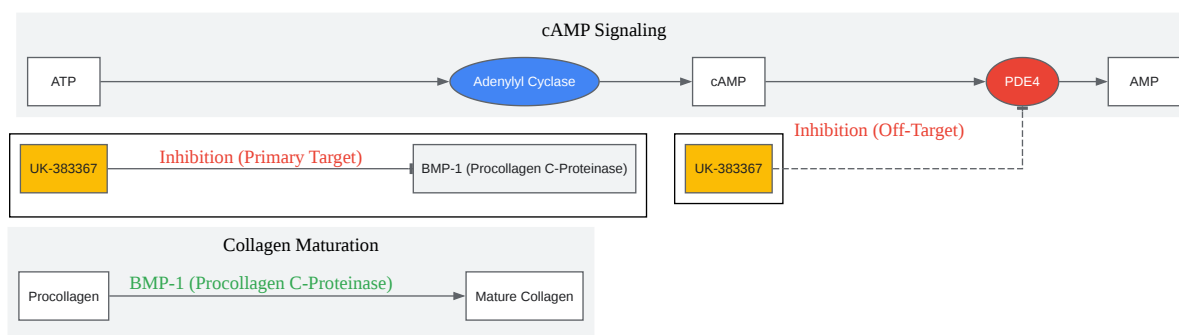 cAMP Signaling
ATP
Adenylyl Cyclase
cAMP
PDE4
AMP
Inhibition (Off-Target)
UK-383367
Inhibition (Primary Target)
BMP-1 (Procollagen C-Proteinase)
UK-383367
Collagen Maturation
Procollagen
BMP-1 (Procollagen C-Proteinase)
Mature Collagen